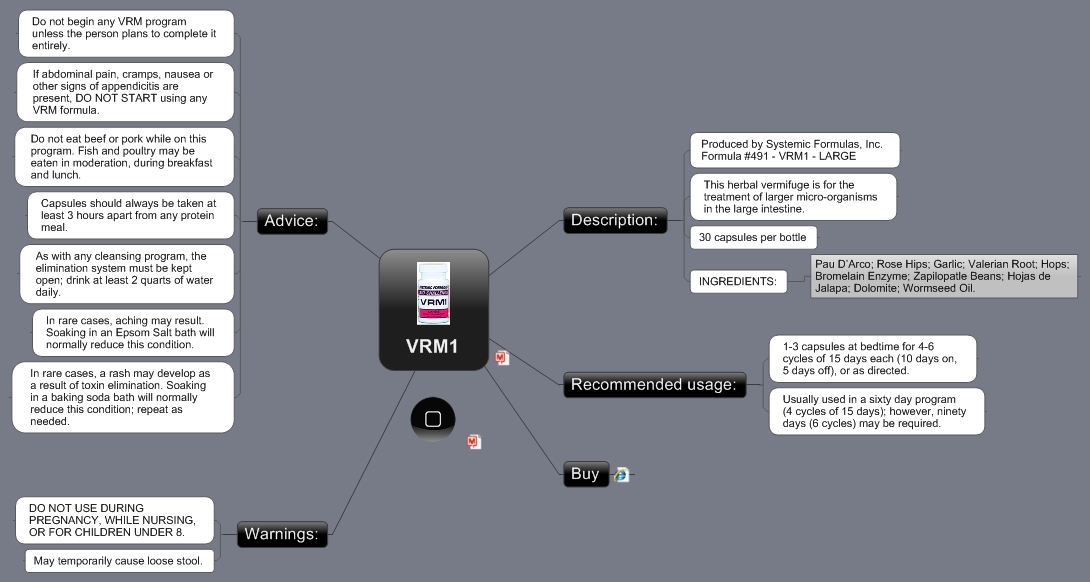 Do not begin any VRM program
unless the person plans to complete it
entirely.
If abdominal pain, cramps, nausea or
other signs of appendicitis are
present, DO NOT START using any
VRM formula.
Do not eat beef or pork while on this
program. Fish and poultry may be
eaten in moderation, during breakfast
and lunch.
Capsules should always be taken at
least 3 hours apart from any protein
meal.
As with any cleansing program, the
elimination system must be kept
open; drink at least 2 quarts of water
daily.
In rare cases, aching may result.
Soaking in an Epsom Salt bath will
normally reduce this condition.
In rare cases, a rash may develop as
a result of toxin elimination. Soaking
in a baking soda bath will normally
reduce this condition; repeat as
needed.
Advice:
DO NOT USE DURING
PREGNANCY, WHILE NURSING,
OR FOR CHILDREN UNDER 8.
May temporarily cause loose stool.
Warnings:
VRM1
VRM1
Description:
Produced by Systemic Formulas, Inc.
Formula #491 - VRM1 - LARGE
This herbal vermifuge is for the
treatment of larger micro-organisms
in the large intestine.
30 capsules per bottle
INGREDIENTS:
Pau D'Arco; Rose Hips; Garlic; Valerian Root; Hops;
Bromelain Enzyme; Zapilopatle Beans; Hojas de
Jalapa; Dolomite; Wormseed Oil.
Recommended usage:
1-3 capsules at bedtime for 4-6
cycles of 15 days each (10 days on,
5 days off), or as directed.
Usually used in a sixty day program
(4 cycles of 15 days); however, ninety
days (6 cycles) may be required.
Buy